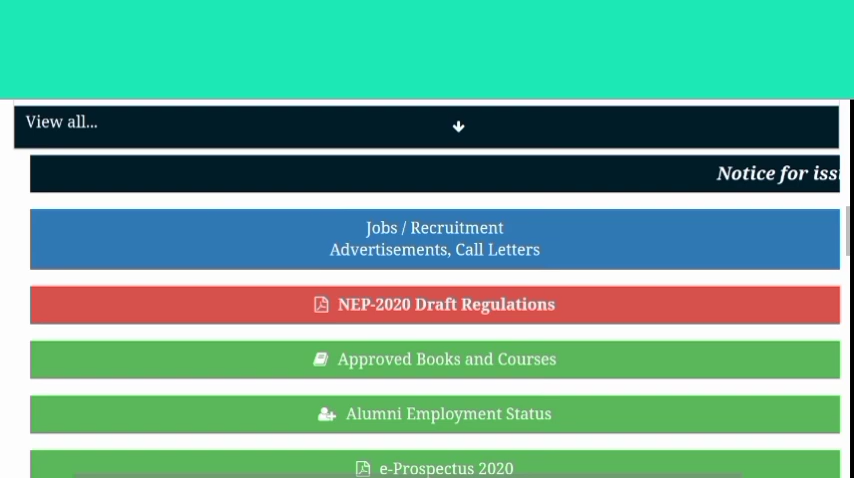 View all...
Notice for
Jobs / Recruitment
Advertisements, Call Letters
NEP-2020 Draft Regulations
Approved Books and Courses
Alumni Employment Status
e-Prospectus 2020